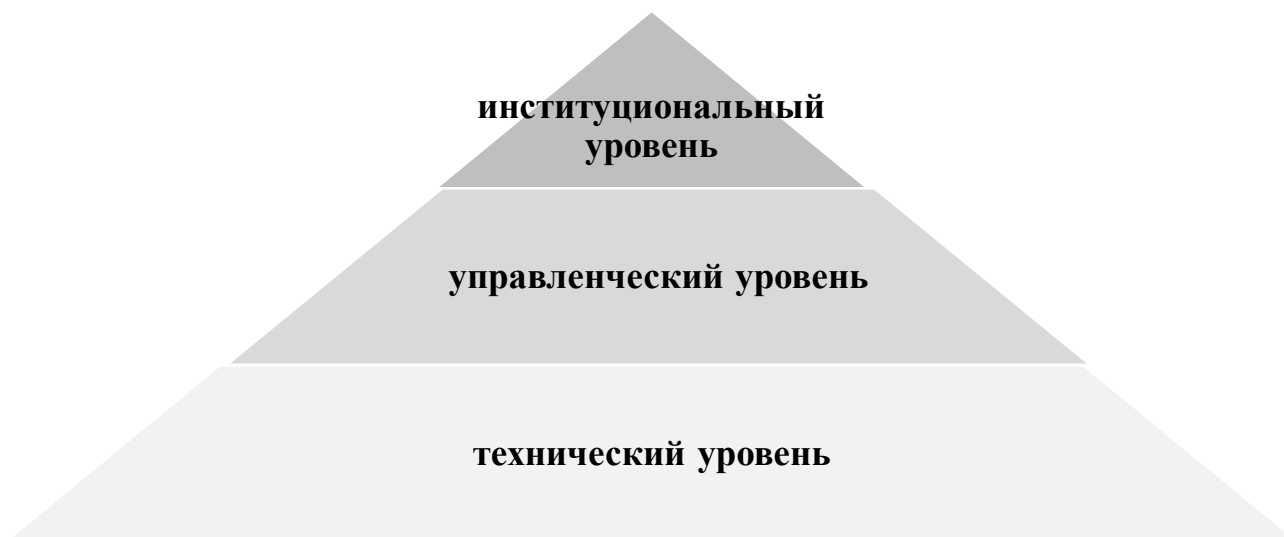 институциональный
уровень
управленческий уровень
технический уровень